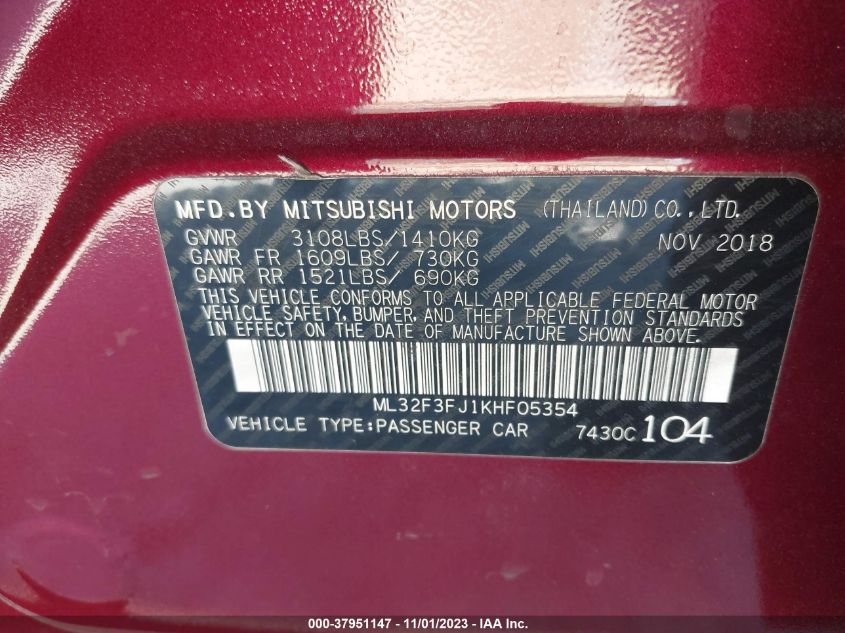 MFD.BY MITSUBISHI MOTORS (THAILAND) CO., LTD.
GVWR 3108LBS/1410KG NOV 2018
GAWR FR 1609LBS/ 730KG
GAWR RR 1521LBS/ 690KG
THIS VEHICLE CONFORMS TO ALL APPLICABLE FEDERAL MOTOR
VEHICLE SAFETY, BUMPER, AND THEFT PREVENTION STANDARDS
IN EFFECT ON THE DATE OF MANUFACTURE SHOWN ABOVE.
ML32F3FJ1KHF05354
VEHICLE TYPE:PASSENGER CAR 7430C 104
000-37951147 - 11/01/2023 - IAA Inc.